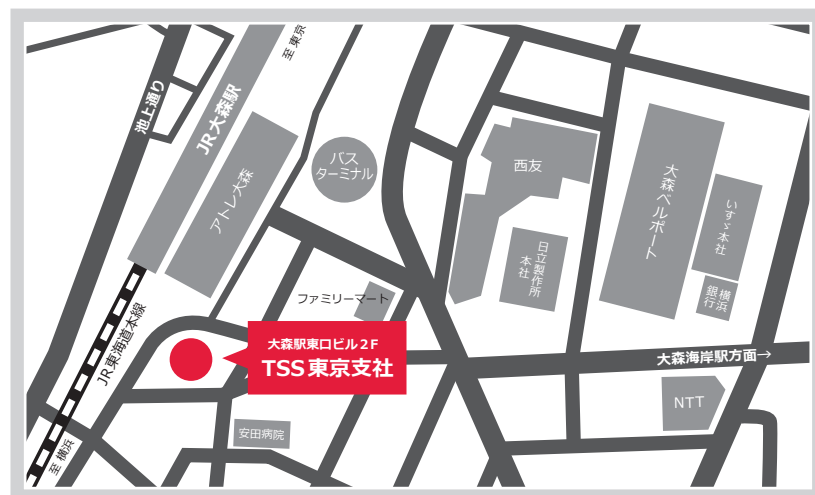 至東京
池上通り
JR大森駅
アトレ大森
バス
ターミナル
西友
大森ベルポート
いすゞ本社
横浜
銀行
日立製作所
本社
ファミリーマート
JR東海道本線
大森駅東口ビル2F
TSS東京支社
大森海岸駅方面→
NTT
安田病院
至横浜